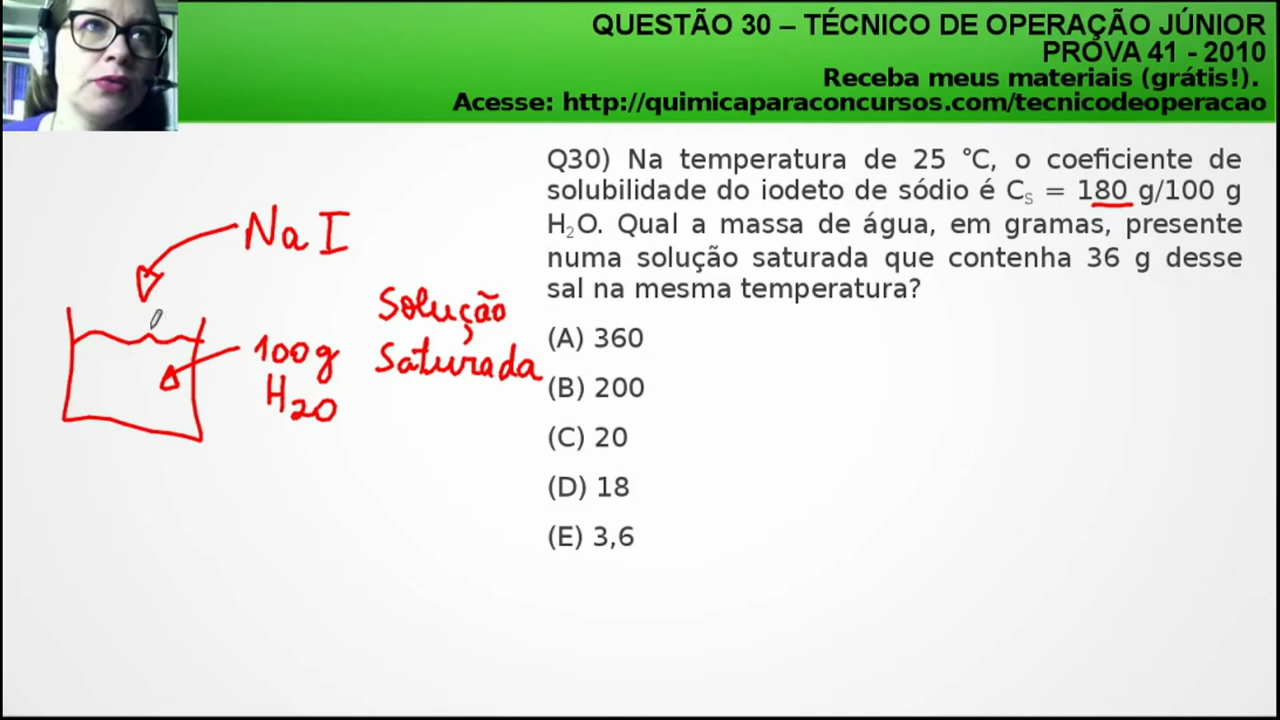 QUESTÃO 30 – TÉCNICO DE OPERAÇÃO JÚNIOR
PROVA 41 - 2010
Receba meus materiais (grátis!).
Acesse: http://quimicaparaconcursos.com/tecnicodeoperacao
Q30) Na temperatura de 25 °C, o coeficiente de
solubilidade do iodeto de sódio é Cs = 180 g/100 g
H₂O. Qual a massa de água, em gramas, presente
numa solução saturada que contenha 36 g desse
sal na mesma temperatura?
(A) 360
(B) 200
(C) 20
(D) 18
(E) 3,6
NaI
100g
H₂O
Solução
Saturada